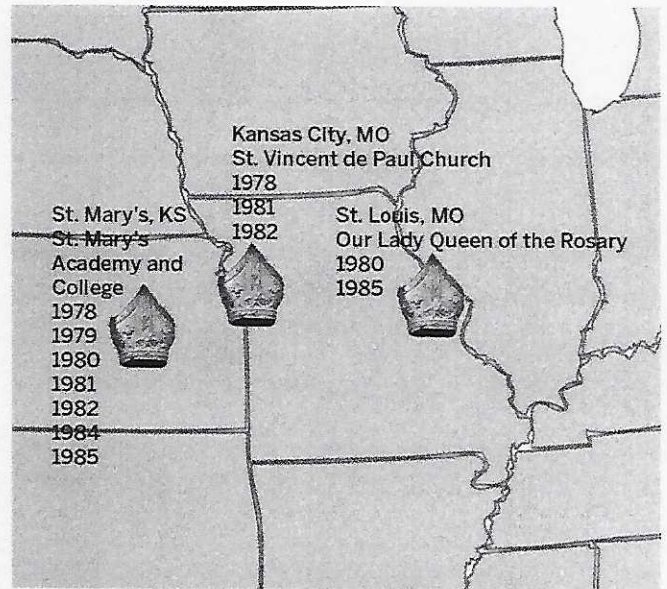 Kansas City, MO
St. Vincent de Paul Church
1978
1981
1982
St. Mary's, KS
St. Mary's
Academy and
College
1978
1979
1980
1981
1982
1984
1985
St. Louis, MO
Our Lady Queen of the Rosary
1980
1985